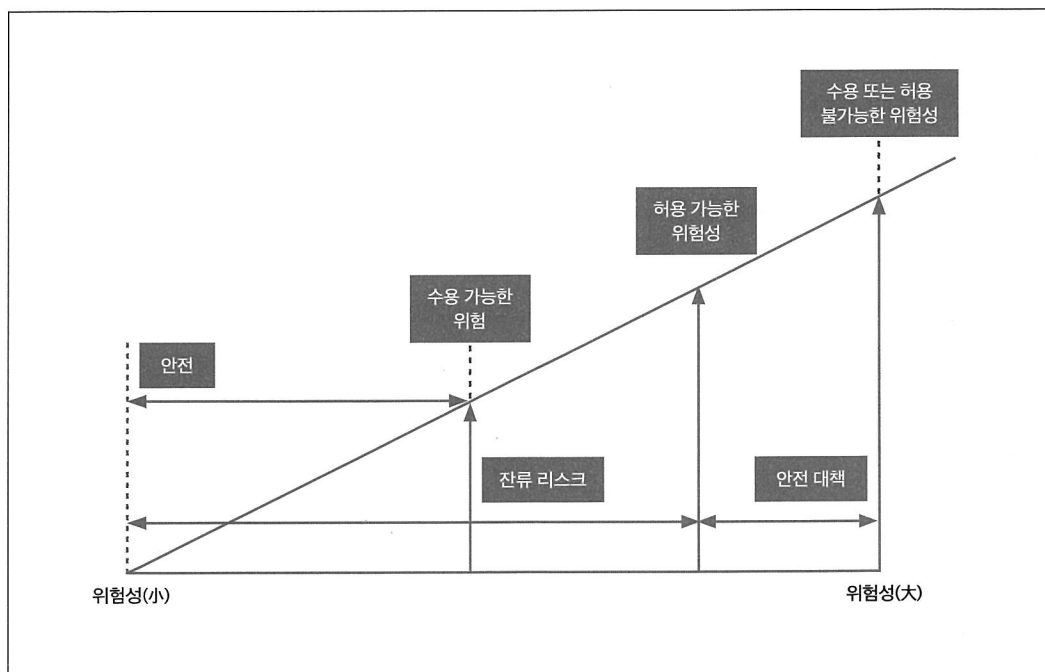 수용 또는 허용
불가능한 위험성
허용 가능한
위험성
수용 가능한
위험
안전
잔류 리스크
안전 대책
위험성(小)
위험성(大)